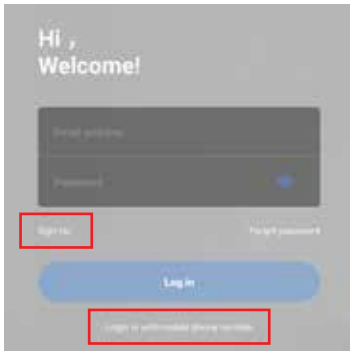 Hi ,
Welcome!
Email address
Password
Sign Up
Forgot password
Log in
Login in with mobile phone number